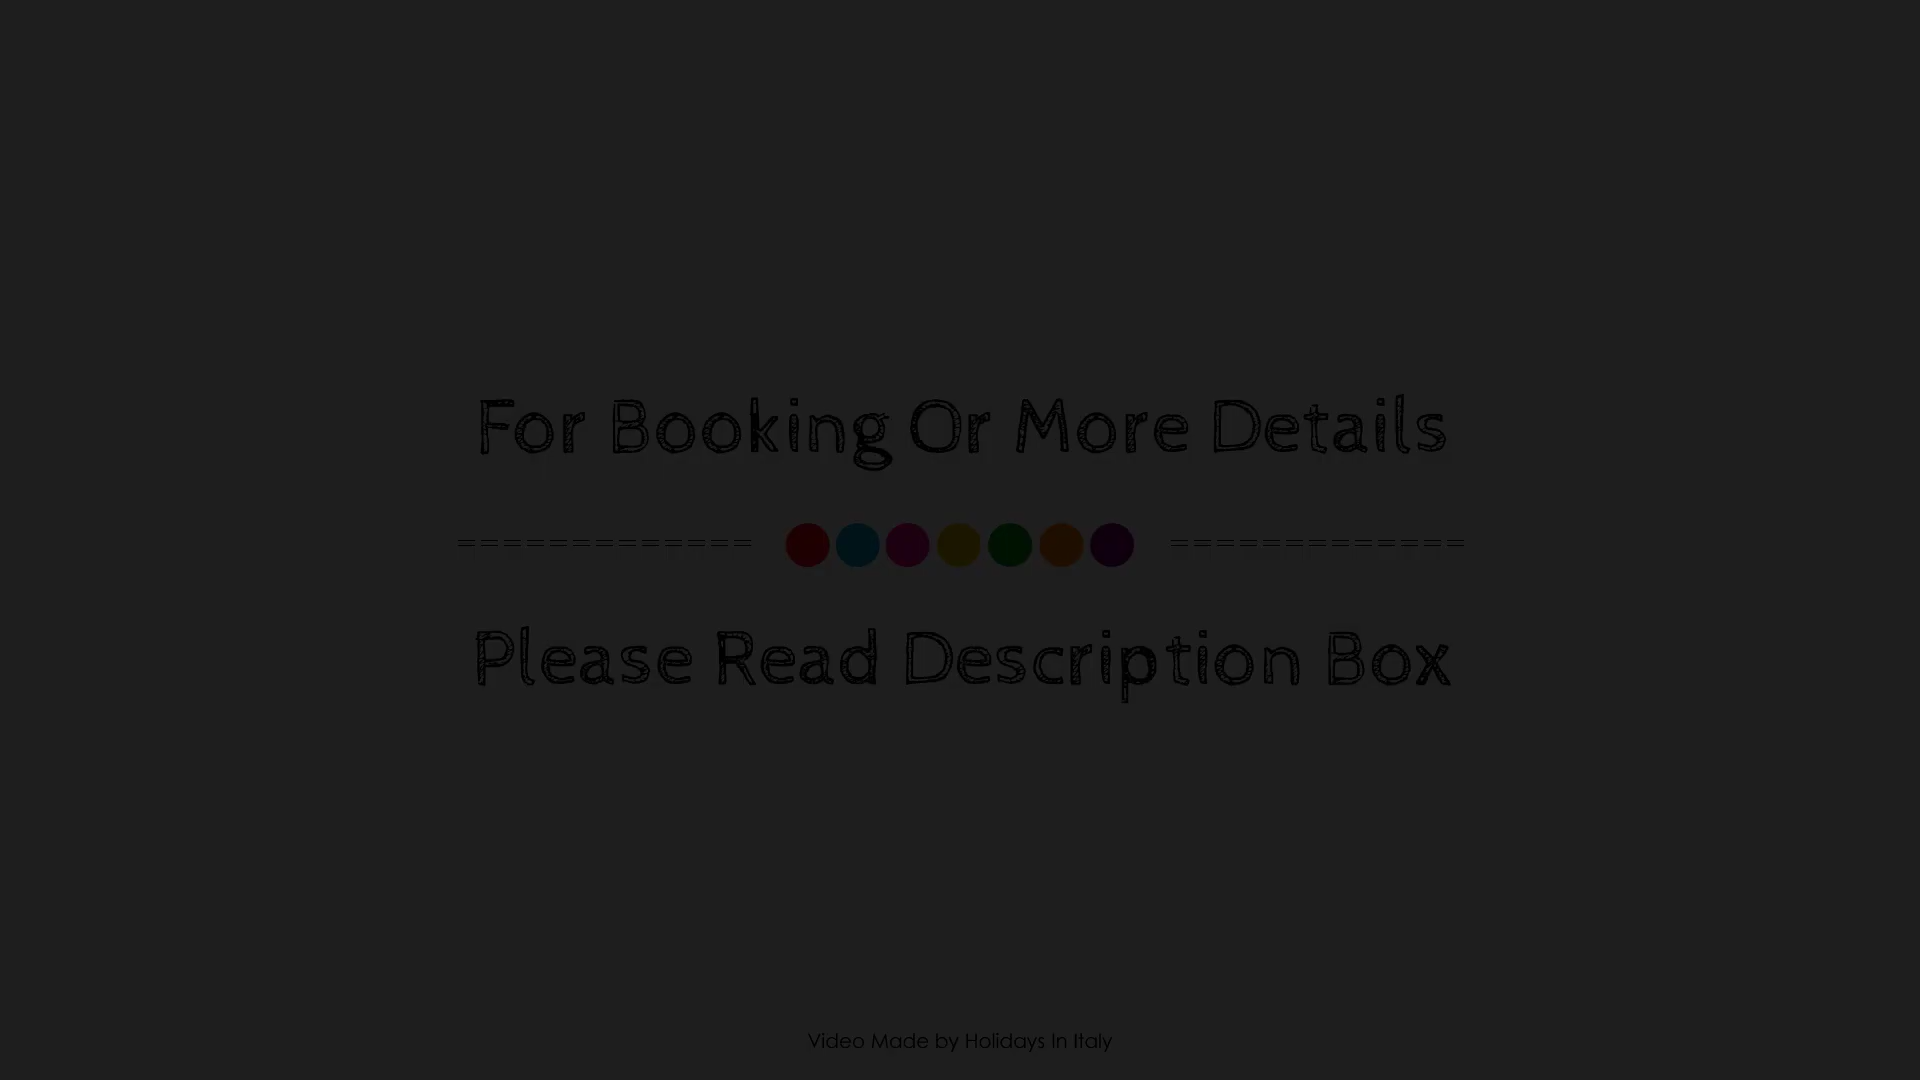 For Booking Or More Details
============= =============
Please Read Description Box
Video Made by Holidays In Italy